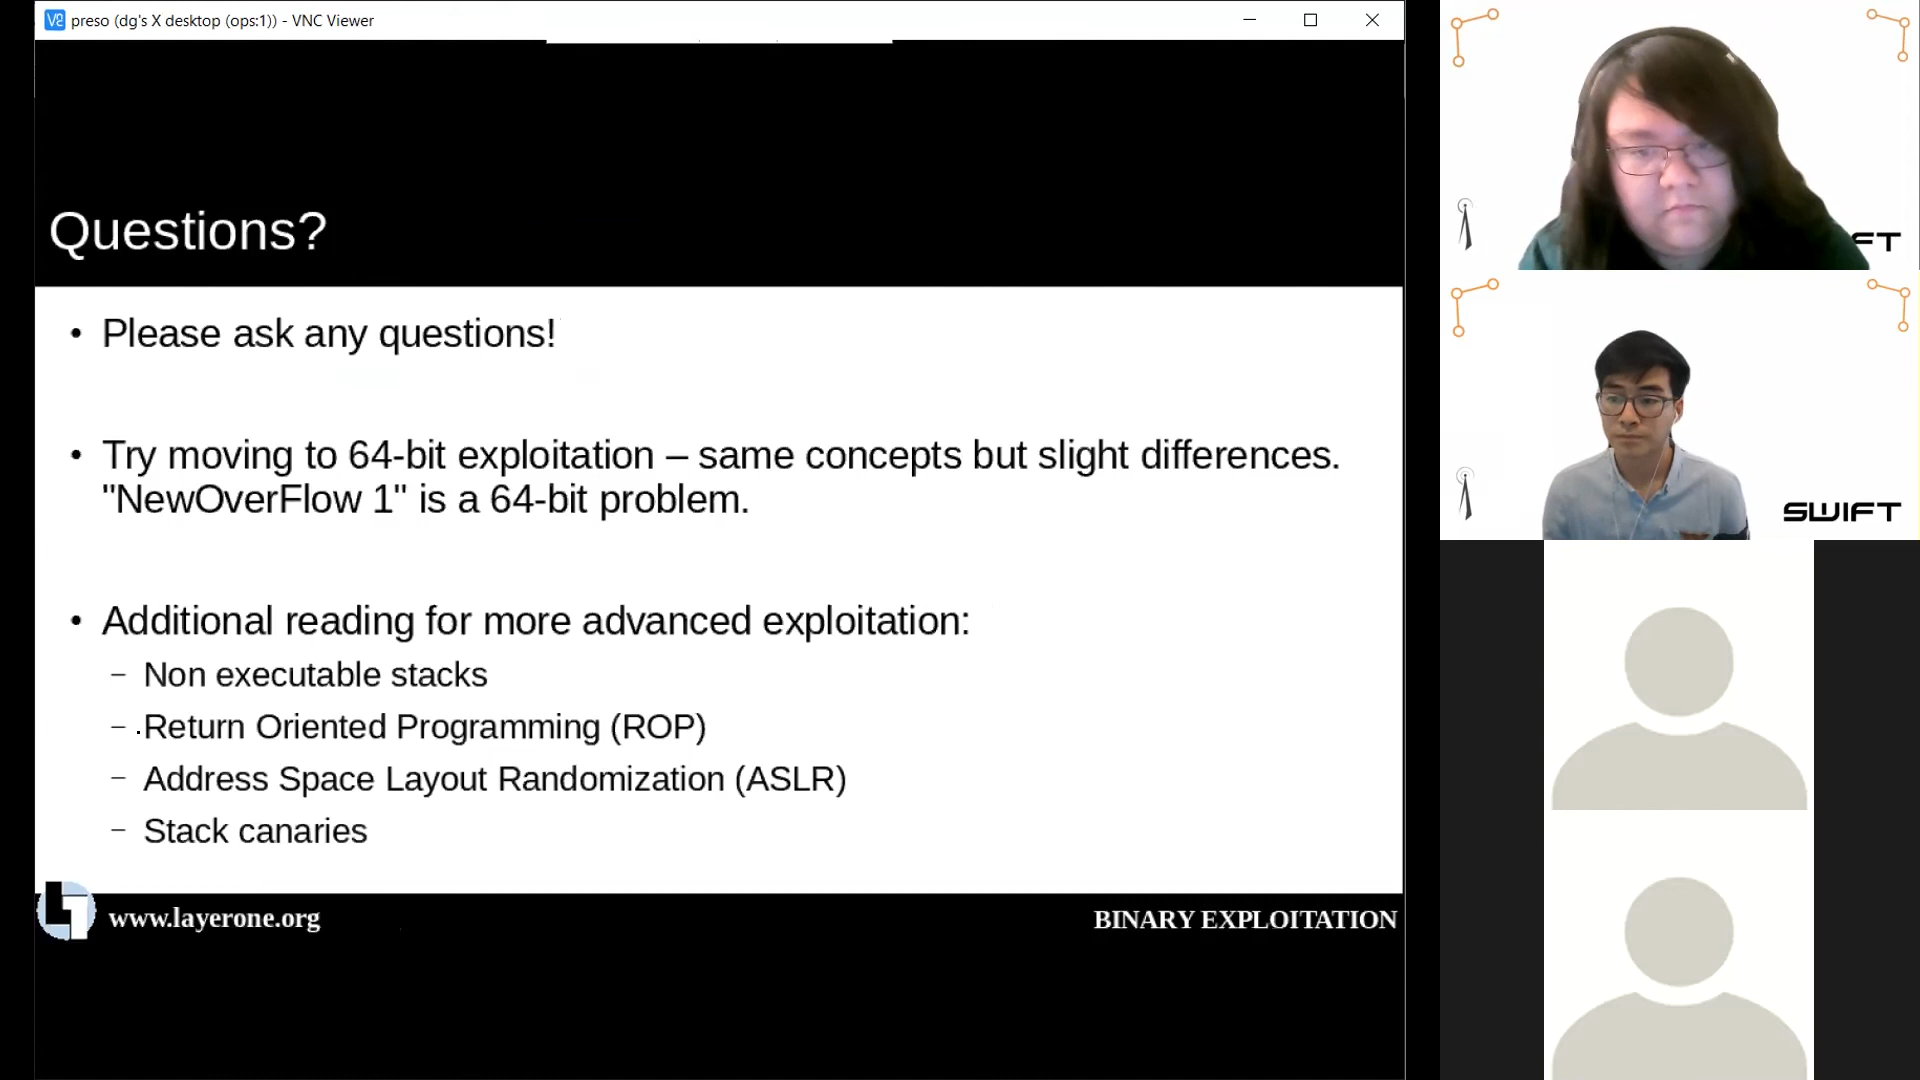 preso (dg's X desktop (ops:1)) - VNC Viewer
Questions?
• Please ask any questions!
• Try moving to 64-bit exploitation – same concepts but slight differences.
"NewOverFlow 1" is a 64-bit problem.
• Additional reading for more advanced exploitation:
– Non executable stacks
– Return Oriented Programming (ROP)
– Address Space Layout Randomization (ASLR)
– Stack canaries
www.layerone.org
BINARY EXPLOITATION
FT
SWIFT